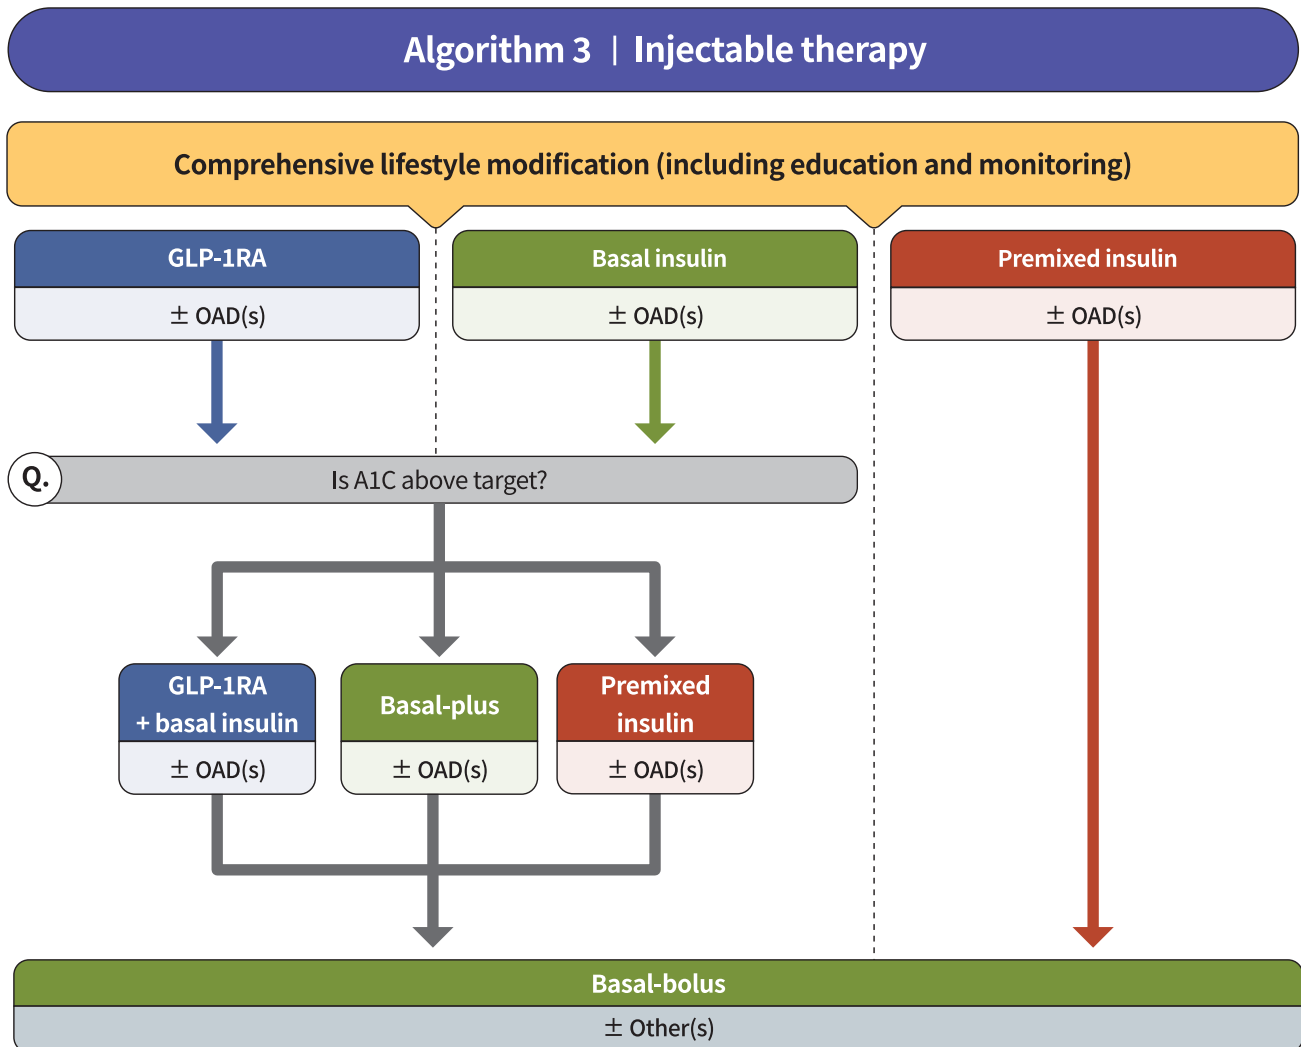 Algorithm 3 | Injectable therapy
Comprehensive lifestyle modification (including education and monitoring)
GLP-1RA
± OAD(s)
Basal insulin
± OAD(s)
Premixed insulin
± OAD(s)
Q.
Is A1C above target?
GLP-1RA
+ basal insulin
± OAD(s)
Basal-plus
± OAD(s)
Premixed
insulin
± OAD(s)
Basal-bolus
± Other(s)